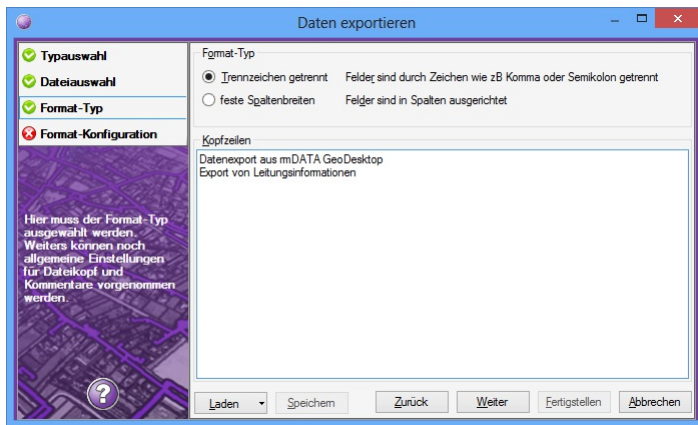 Daten exportieren
Typauswahl
Dateiauswahl
Format-Typ
Format-Konfiguration
Hier muss der Format-Typ
ausgewählt werden.
Weiters können noch
allgemeine Einstellungen
für Dateikopf und
Kommentare vorgenommen
werden.
?
Format-Typ
Trennzeichen getrennt Felder sind durch Zeichen wie zB Komma oder Semikolon getrennt
feste Spaltenbreiten Felder sind in Spalten ausgerichtet
Kopfzeilen
Datenexport aus rmDATA GeoDesktop
Export von Leitungsinformationen
Laden Speichern Zurück Weiter Fertigstellen Abbrechen